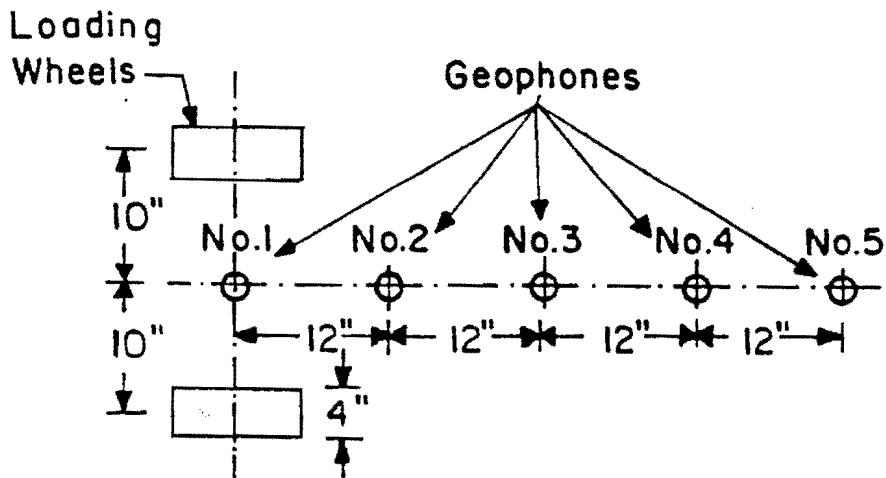 Loading
Wheels
Geophones
10"
No.1
No.2
No.3
No.4
No.5
10"
12"
12"
12"
12"
4"